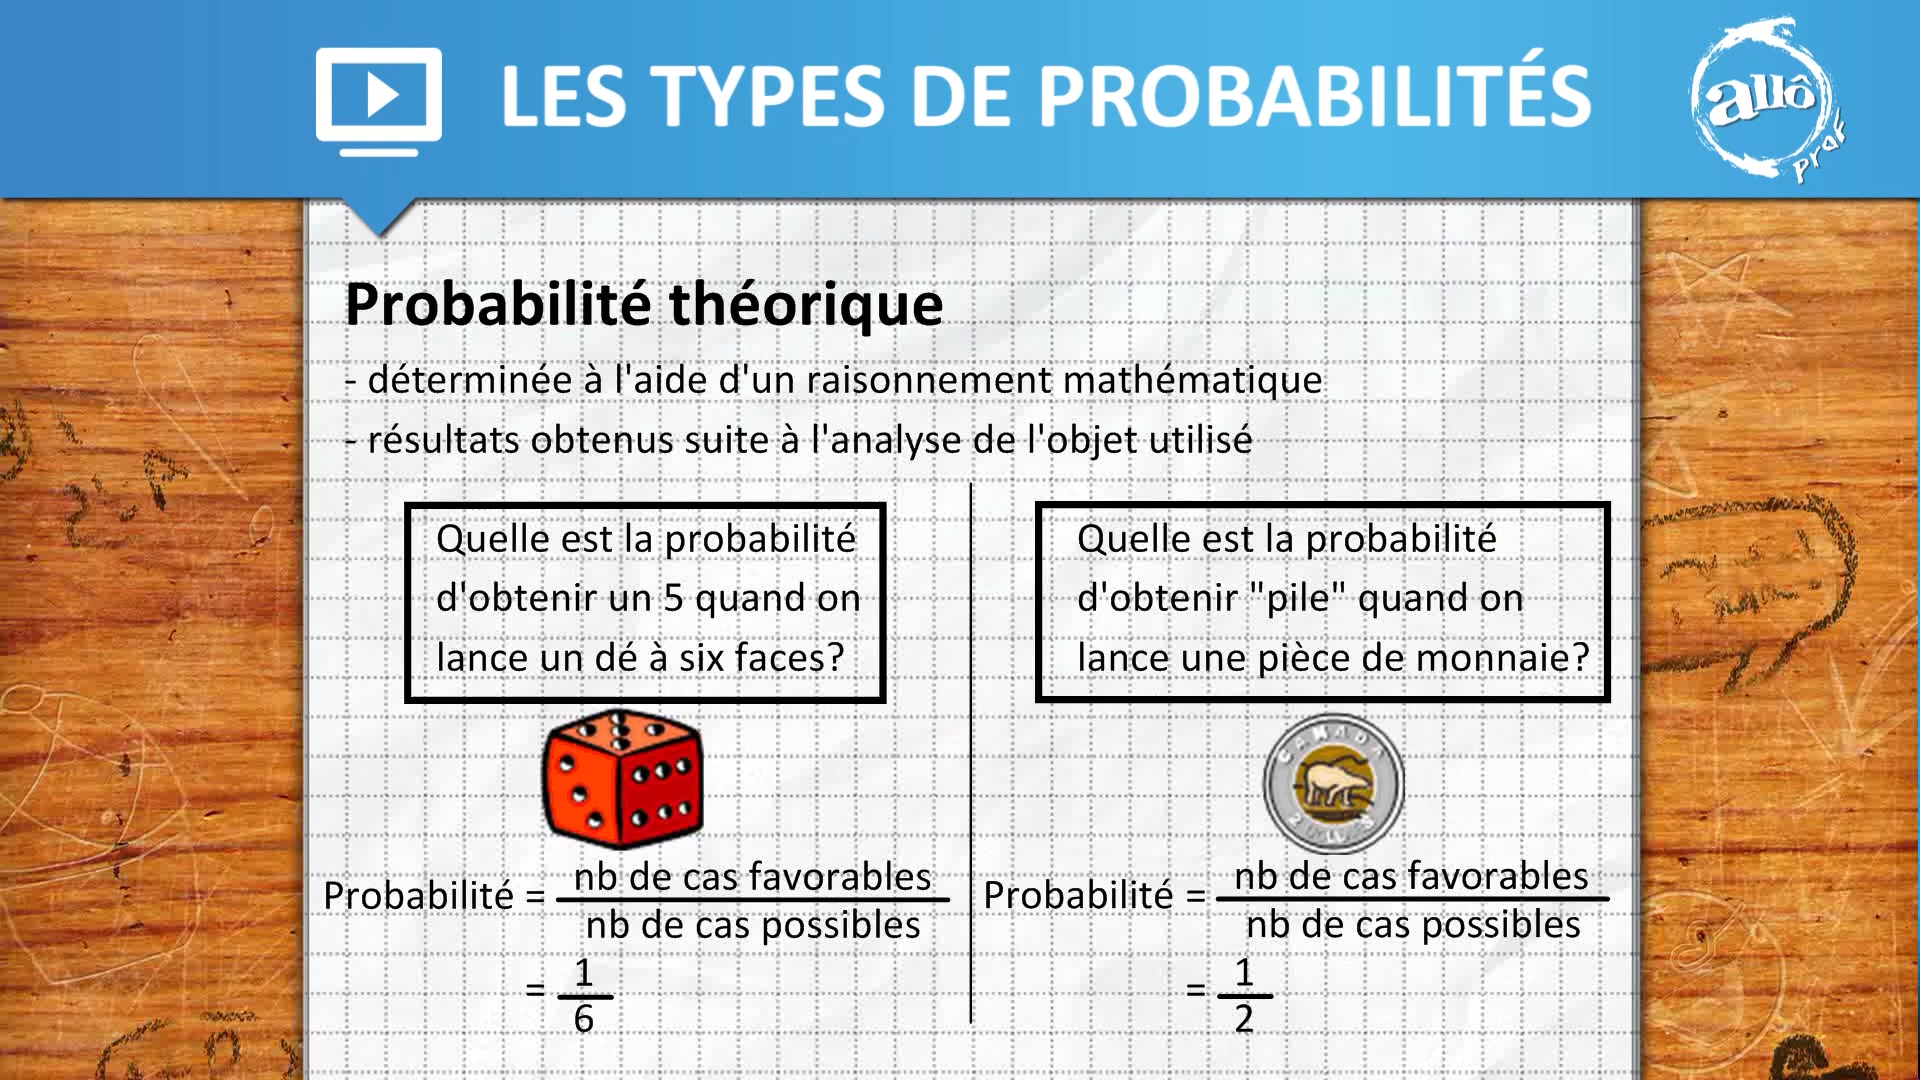 LES TYPES DE PROBABILITÉS
allô
prof
Probabilité théorique
- déterminée à l'aide d'un raisonnement mathématique
- résultats obtenus suite à l'analyse de l'objet utilisé
Quelle est la probabilité
d'obtenir un 5 quand on
lance un dé à six faces?
Probabilité = nb de cas favorables
nb de cas possibles
= 1
6
Quelle est la probabilité
d'obtenir "pile" quand on
lance une pièce de monnaie?
CANADA
Probabilité = nb de cas favorables
nb de cas possibles
= 1
2